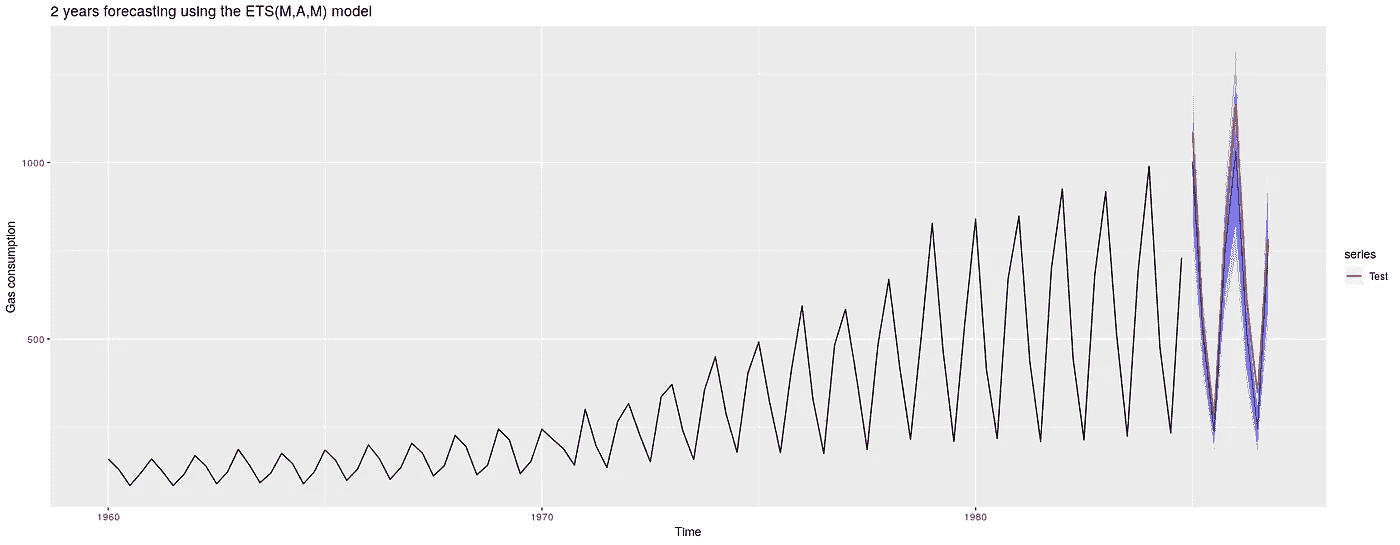 2 years forecasting using the ETS(M,A,M) model
Gas consumption
1000
500
1960
1970
1980
Time
series
Test